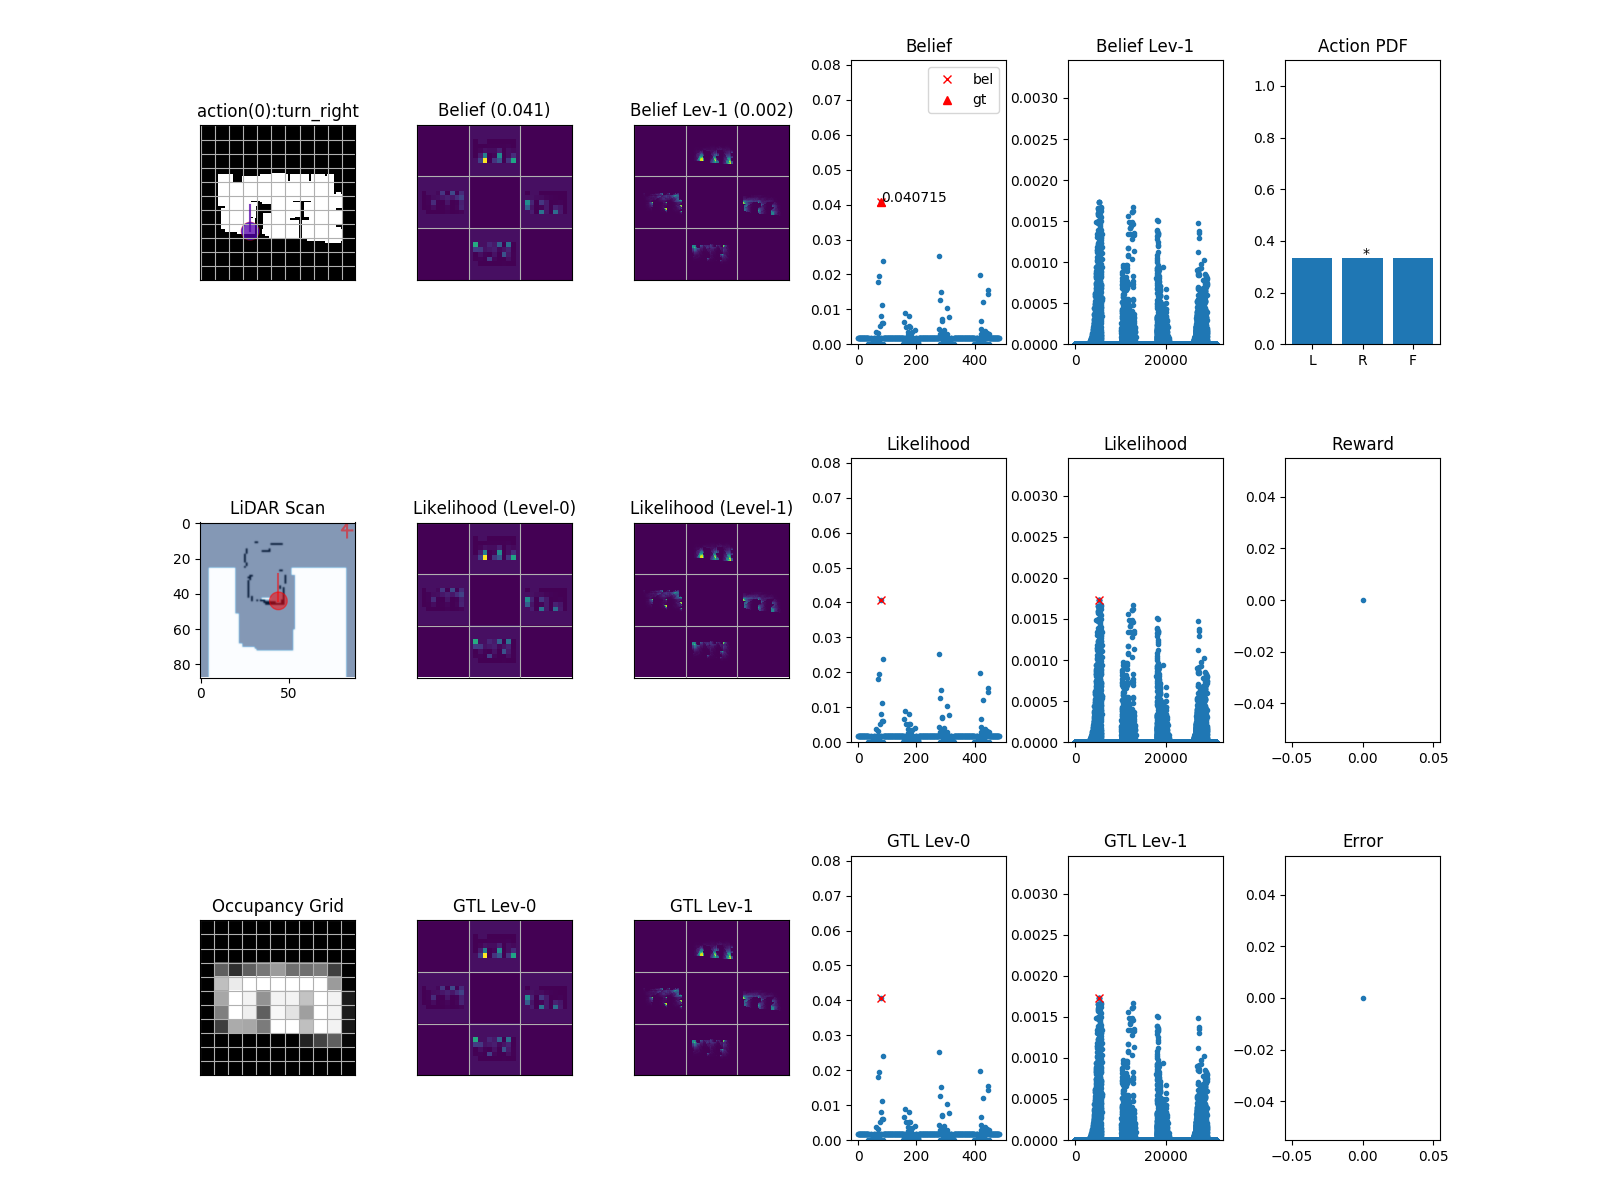 action(0):turn_right
Belief (0.041)
Belief Lev-1 (0.002)
Belief
0.08
0.07
0.06
0.05
0.04
0.03
0.02
0.01
0.00
0 200 400
bel
gt
0.040715
Belief Lev-1
0.0030
0.0025
0.0020
0.0015
0.0010
0.0005
0.0000
0 20000
Action PDF
1.0
0.8
0.6
0.4
0.2
0.0
*
L R F
LiDAR Scan
0
20
40
60
80
0 50
4
Likelihood (Level-0)
Likelihood (Level-1)
Likelihood
0.08
0.07
0.06
0.05
0.04
0.03
0.02
0.01
0.00
0 200 400
Likelihood
0.0030
0.0025
0.0020
0.0015
0.0010
0.0005
0.0000
0 20000
Reward
0.04
0.02
0.00
−0.02
−0.04
−0.05 0.00 0.05
Occupancy Grid
GTL Lev-0
GTL Lev-1
GTL Lev-0
0.08
0.07
0.06
0.05
0.04
0.03
0.02
0.01
0.00
0 200 400
GTL Lev-1
0.0030
0.0025
0.0020
0.0015
0.0010
0.0005
0.0000
0 20000
Error
0.04
0.02
0.00
−0.02
−0.04
−0.05 0.00 0.05